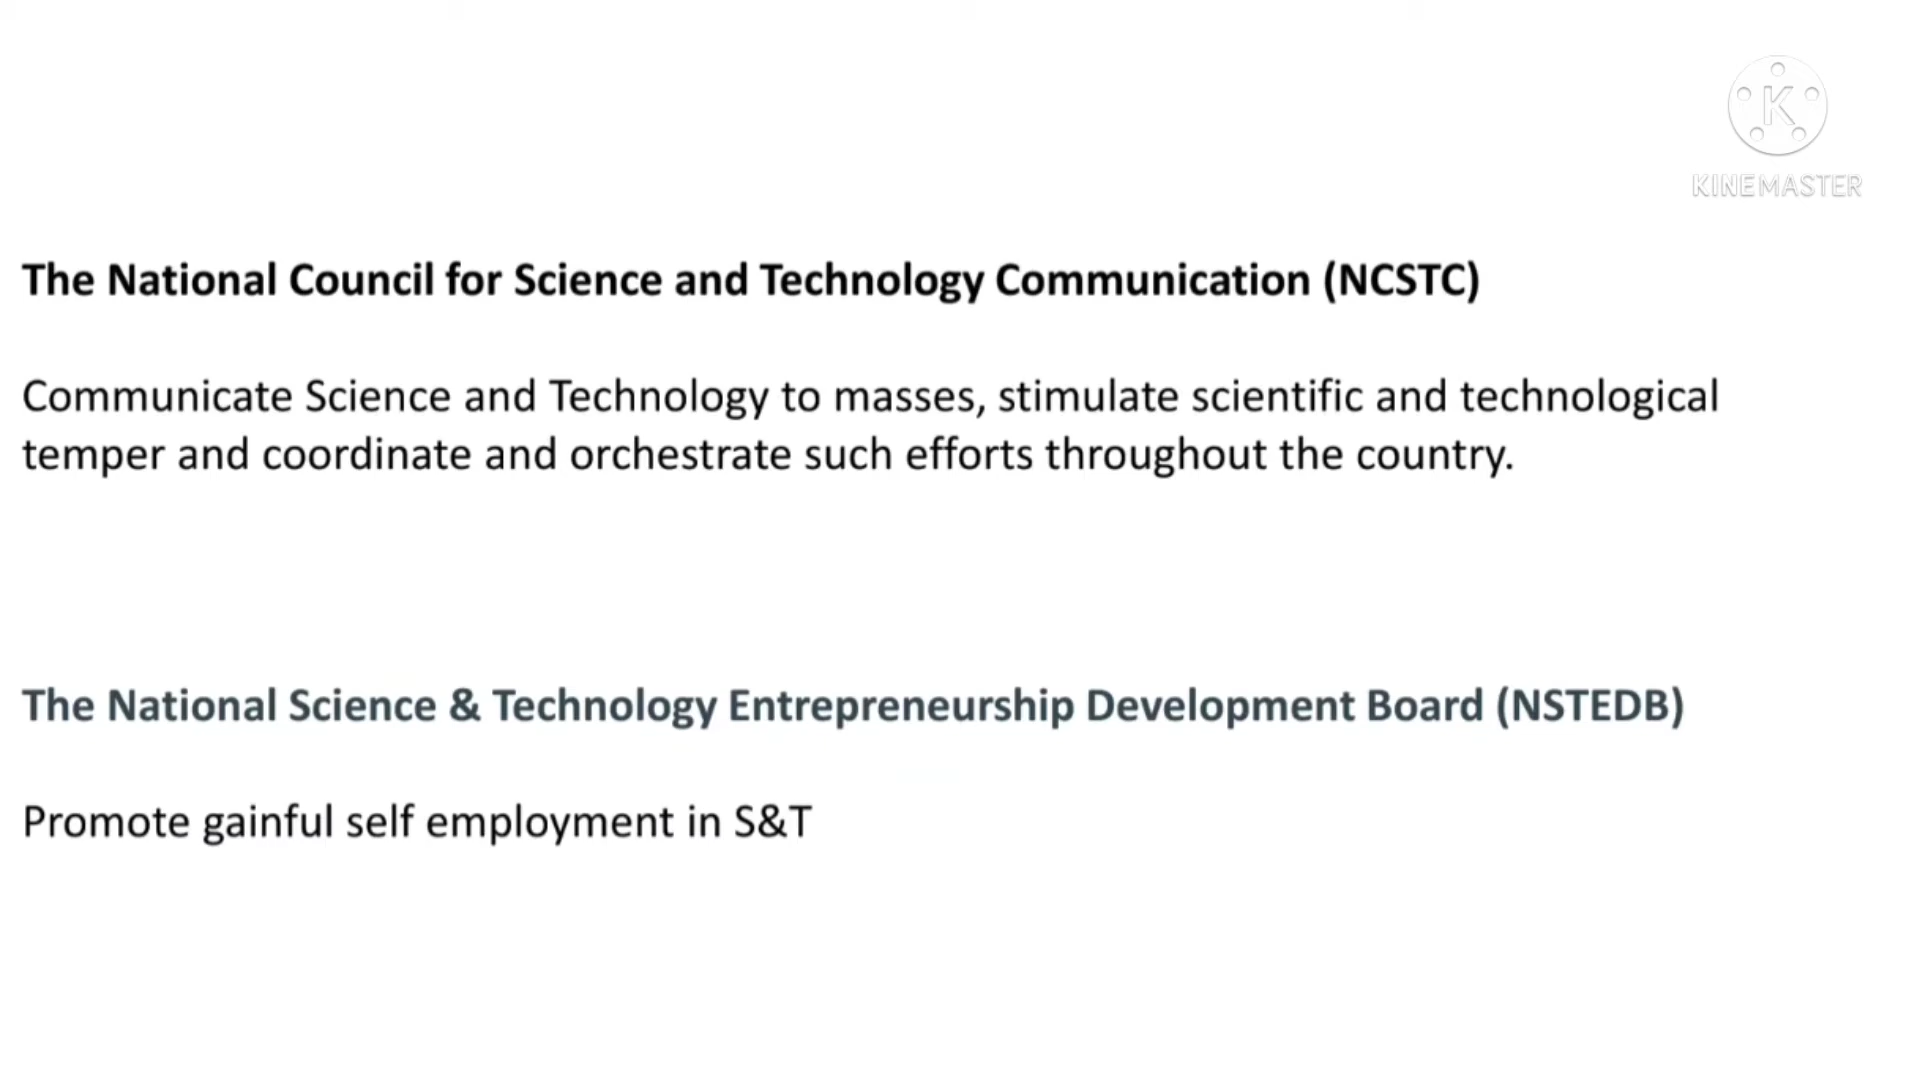 K
KINEMASTER
The National Council for Science and Technology Communication (NCSTC)
Communicate Science and Technology to masses, stimulate scientific and technological
temper and coordinate and orchestrate such efforts throughout the country.
The National Science & Technology Entrepreneurship Development Board (NSTEDB)
Promote gainful self employment in S&T